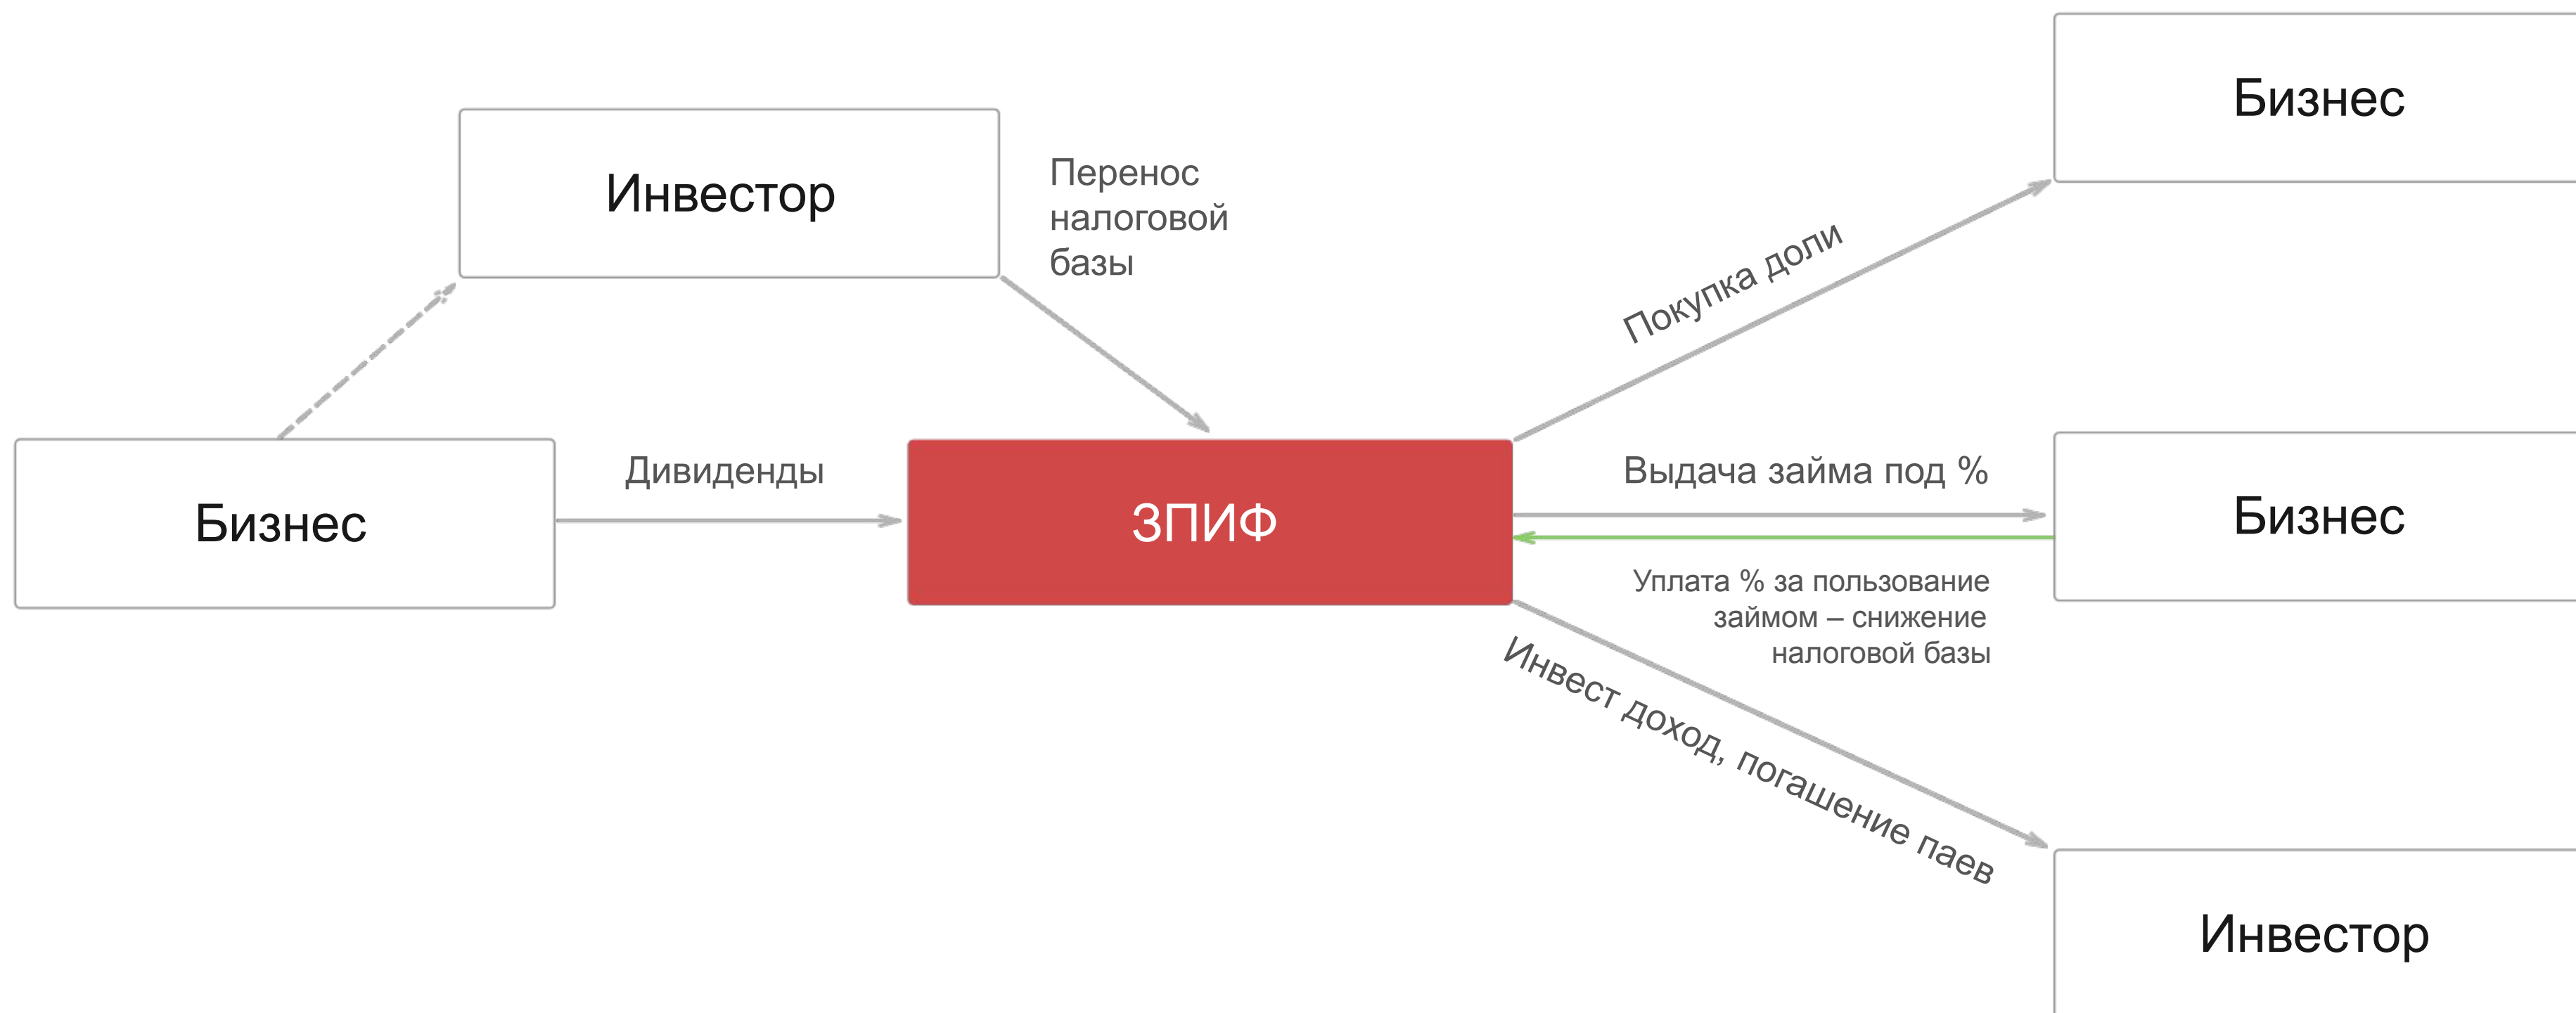 Бизнес
Инвестор
Перенос
налоговой
базы
Покупка доли
Бизнес
Дивиденды
ЗПИФ
Выдача займа под %
Бизнес
Уплата % за пользование
займом – снижение
налоговой базы
Инвест доход, погашение паев
Инвестор